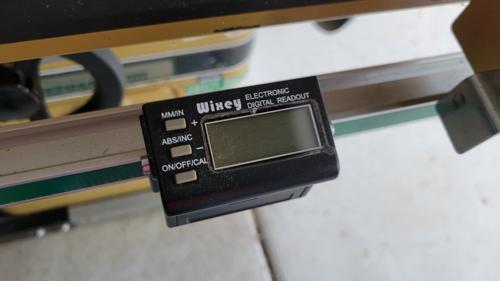 MM/IN
+
Wixey
ELECTRONIC
DIGITAL READOUT
ABS/INC
−
ON/OFF/CAL